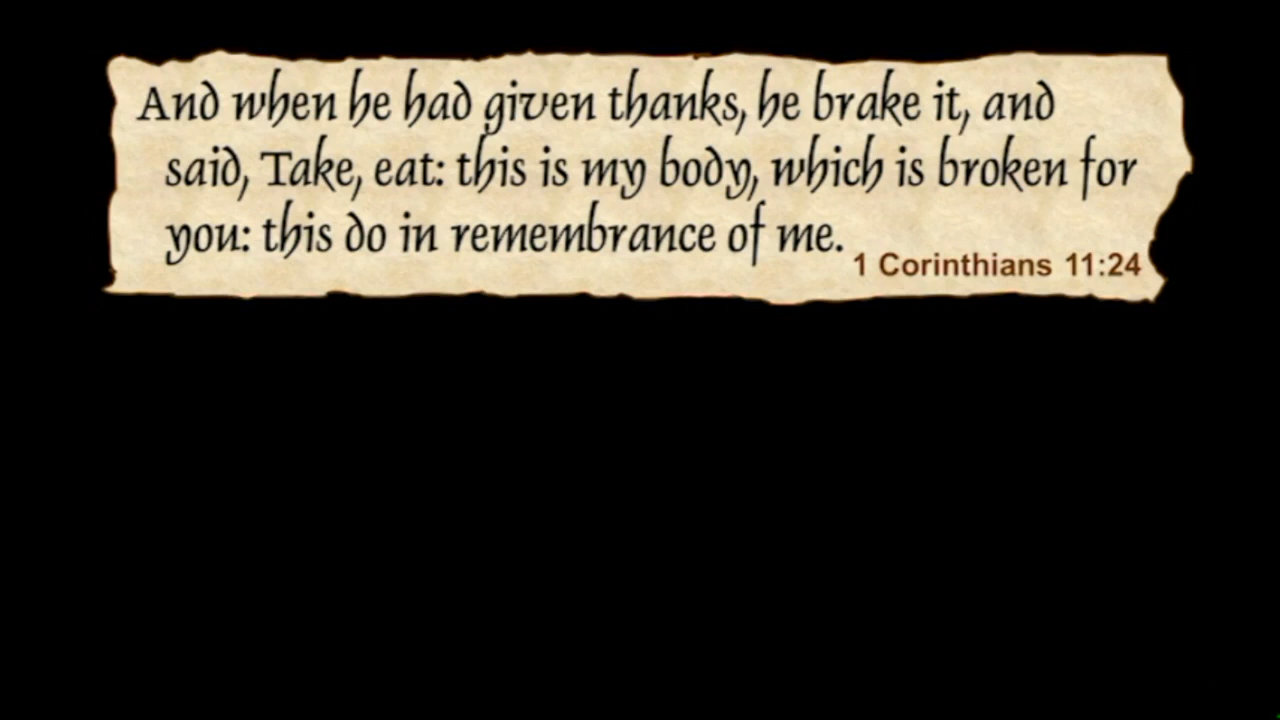 And when he had given thanks, he brake it, and
said, Take, eat: this is my body, which is broken for
you: this do in remembrance of me.
1 Corinthians 11:24